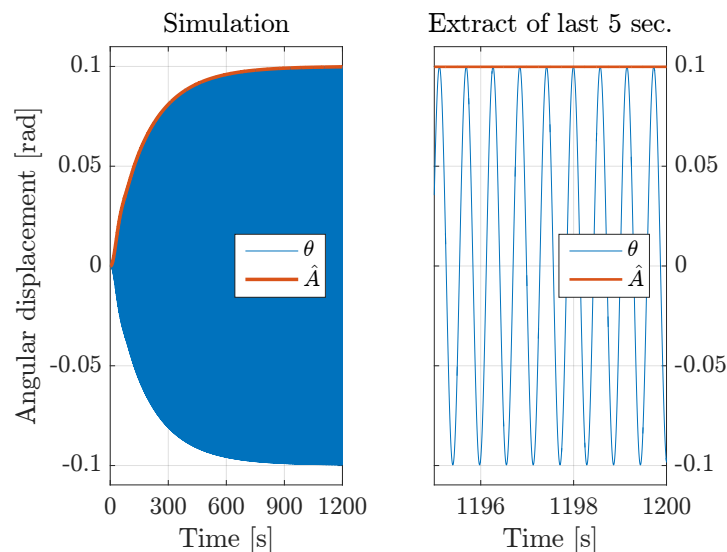 Simulation
Extract of last 5 sec.
Angular displacement [rad]
0.1
0.05
0
-0.05
-0.1
θ
Â
0 300 600 900 1200
Time [s]
0.1
0.05
0
-0.05
-0.1
θ
Â
1196 1198 1200
Time [s]